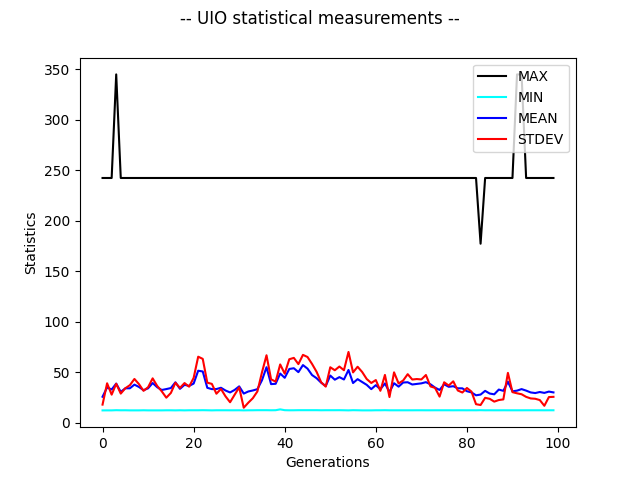 -- UIO statistical measurements --
350
300
250
200
150
100
50
0
Statistics
MAX
MIN
MEAN
STDEV
0 20 40 60 80 100
Generations